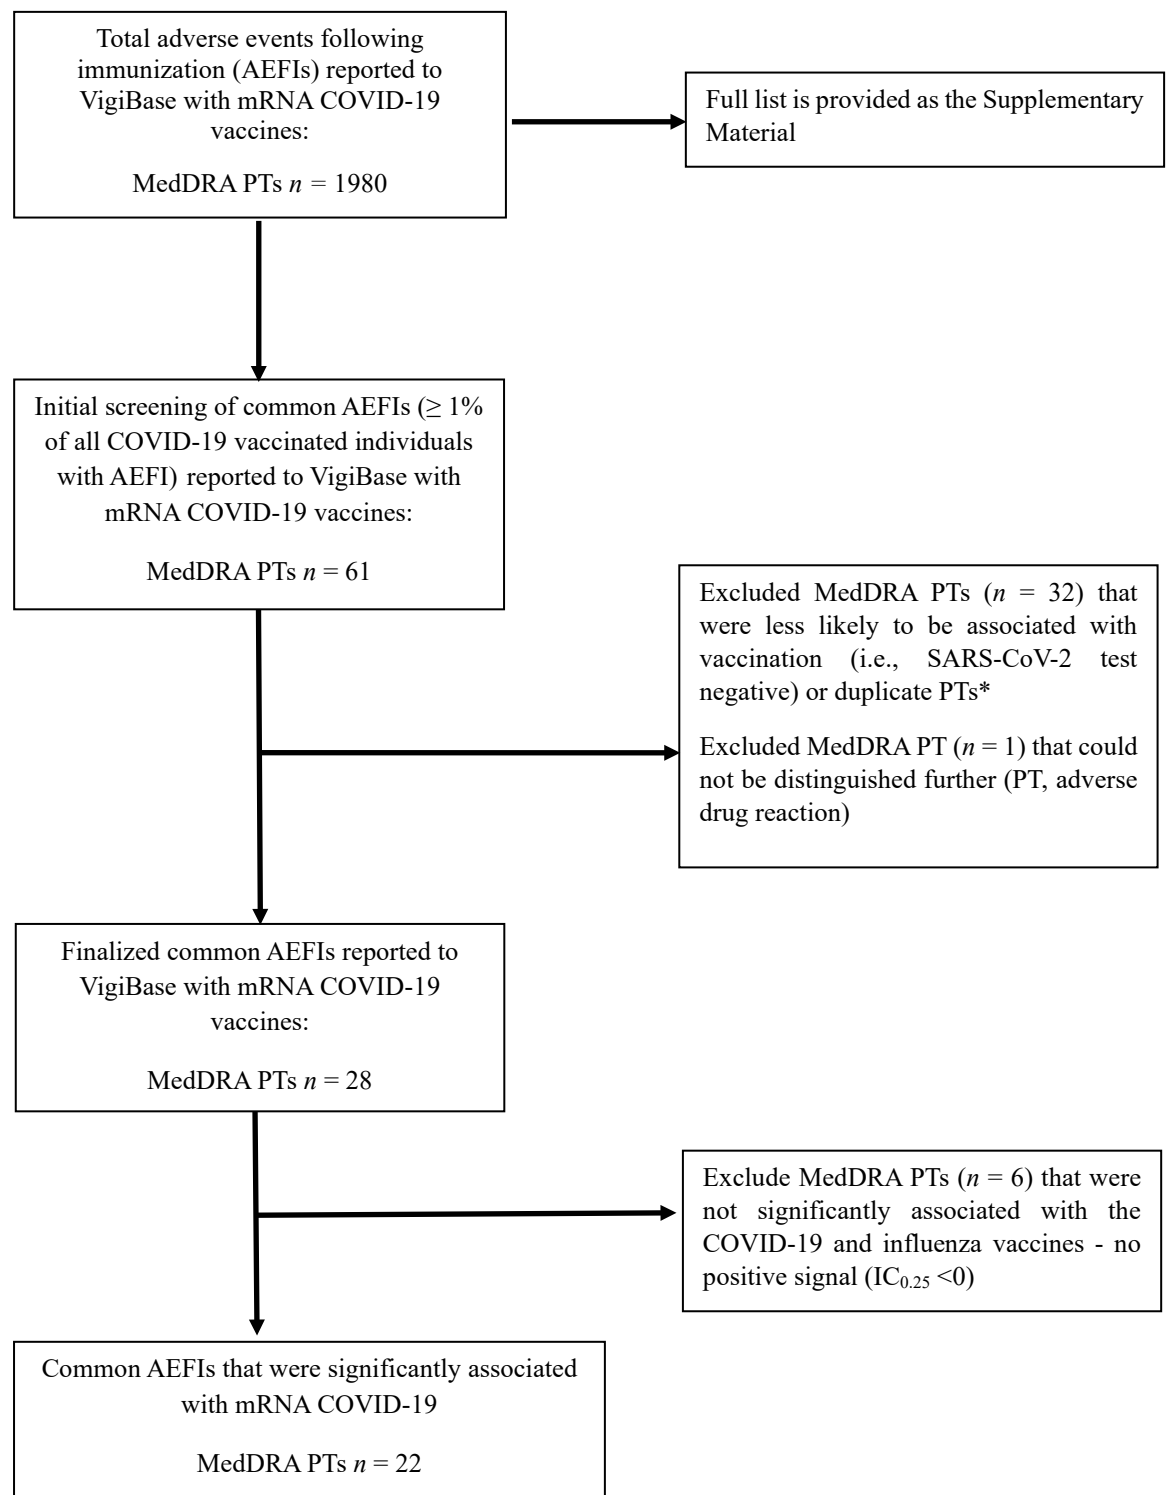 Total adverse events following
immunization (AEFIs) reported to
VigiBase with mRNA COVID-19
vaccines:
MedDRA PTs n = 1980
Full list is provided as the Supplementary
Material
Initial screening of common AEFIs (≥ 1%
of all COVID-19 vaccinated individuals
with AEFI) reported to VigiBase with
mRNA COVID-19 vaccines:
MedDRA PTs n = 61
Excluded MedDRA PTs (n = 32) that
were less likely to be associated with
vaccination (i.e., SARS-CoV-2 test
negative) or duplicate PTs*
Excluded MedDRA PT (n = 1) that could
not be distinguished further (PT, adverse
drug reaction)
Finalized common AEFIs reported to
VigiBase with mRNA COVID-19
vaccines:
MedDRA PTs n = 28
Exclude MedDRA PTs (n = 6) that were
not significantly associated with the
COVID-19 and influenza vaccines - no
positive signal (IC0.25 <0)
Common AEFIs that were significantly associated
with mRNA COVID-19
MedDRA PTs n = 22